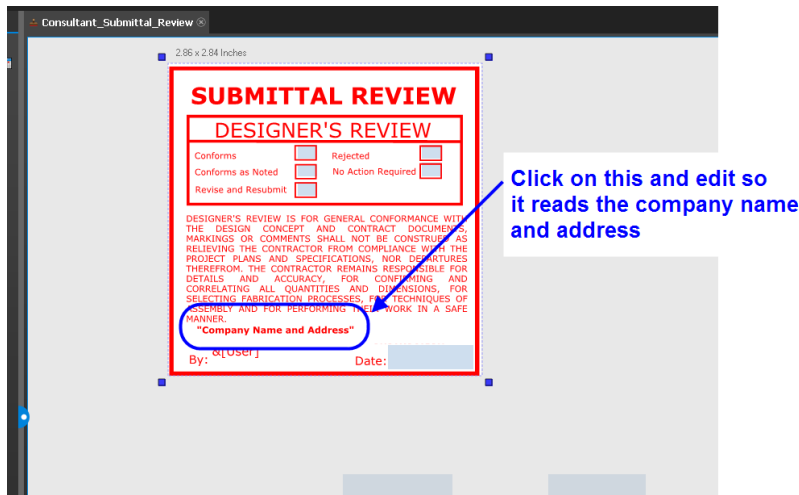 Consultant_Submittal_Review
2.86 x 2.84 Inches
SUBMITTAL REVIEW
DESIGNER'S REVIEW
Conforms
Rejected
Conforms as Noted
No Action Required
Revise and Resubmit
DESIGNER'S REVIEW IS FOR GENERAL CONFORMANCE WITH
THE DESIGN CONCEPT AND CONTRACT DOCUMENTS,
MARKINGS OR COMMENTS SHALL NOT BE CONSTRUED AS
RELIEVING THE CONTRACTOR FROM COMPLIANCE WITH THE
PROJECT PLANS AND SPECIFICATIONS, NOR DEPARTURES
THEREFROM. THE CONTRACTOR REMAINS RESPONSIBLE FOR
DETAILS AND ACCURACY, FOR CONFIRMING AND
CORRELATING ALL QUANTITIES AND DIMENSIONS, FOR
SELECTING FABRICATION PROCESSES, FOR TECHNIQUES OF
ASSEMBLY AND FOR PERFORMING THEIR WORK IN A SAFE
MANNER.
"Company Name and Address"
By: &[User]
Date:
Click on this and edit so
it reads the company name
and address